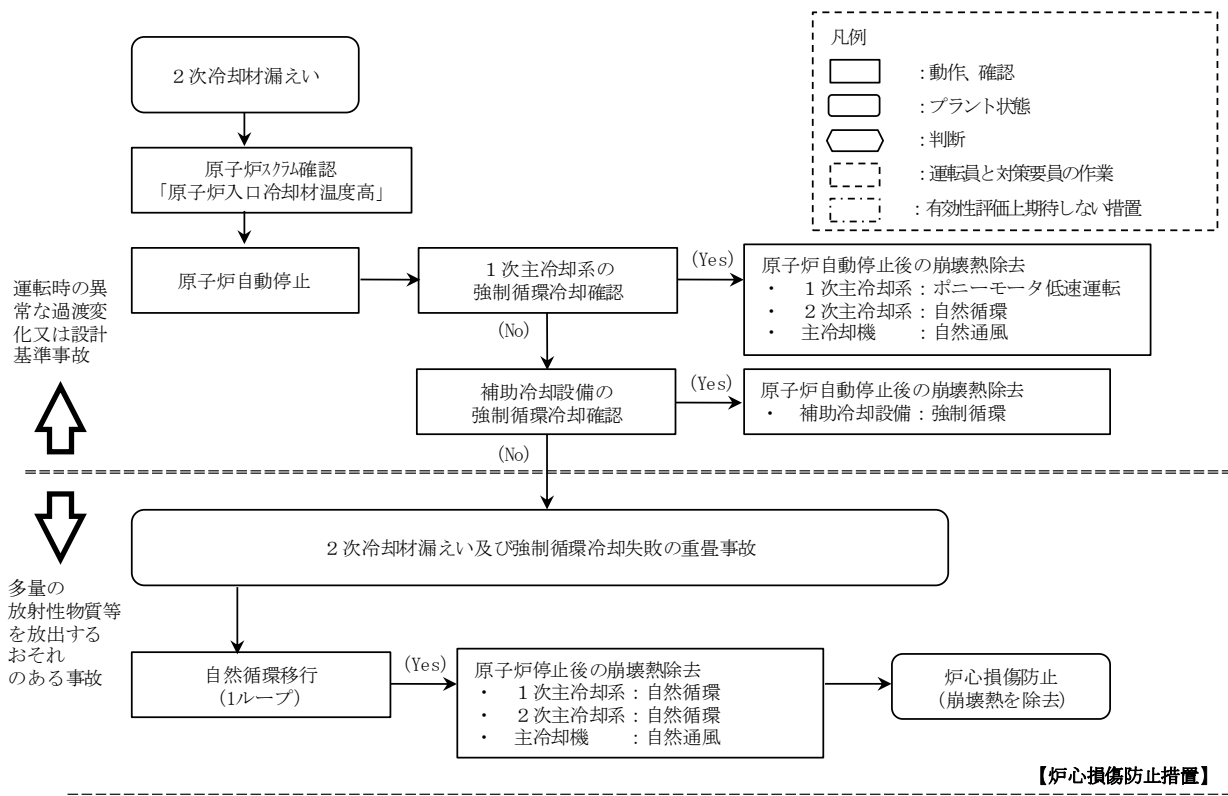 凡例
：動作、確認
：プラント状態
：判断
：運転員と対策要員の作業
：有効性評価上期待しない措置
２次冷却材漏えい
原子炉ｽｸﾗﾑ確認
「原子炉入口冷却材温度高」
原子炉自動停止
１次主冷却系の
強制循環冷却確認
(Yes)
原子炉自動停止後の崩壊熱除去
・ １次主冷却系：ポニーモータ低速運転
・ ２次主冷却系：自然循環
・ 主冷却機 ：自然通風
(No)
補助冷却設備の
強制循環冷却確認
(Yes)
原子炉自動停止後の崩壊熱除去
・ 補助冷却設備：強制循環
(No)
運転時の異
常な過渡変
化又は設計
基準事故
多量の
放射性物質等
を放出する
おそれ
のある事故
２次冷却材漏えい及び強制循環冷却失敗の重畳事故
自然循環移行
(1ループ)
(Yes)
原子炉停止後の崩壊熱除去
・ １次主冷却系：自然循環
・ ２次主冷却系：自然循環
・ 主冷却機 ：自然通風
炉心損傷防止
(崩壊熱を除去)
【炉心損傷防止措置】